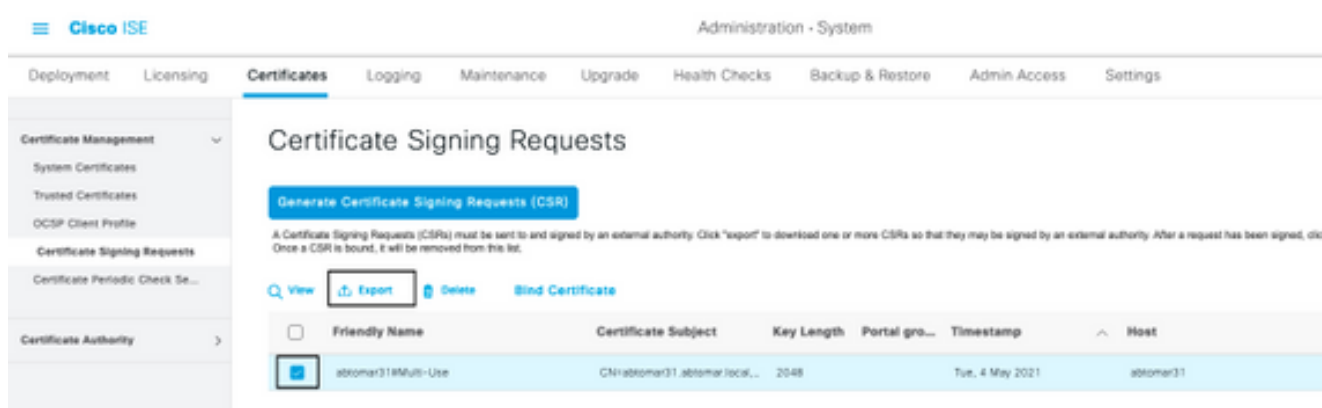 Cisco ISE
Administration - System
Deployment Licensing Certificates Logging Maintenance Upgrade Health Checks Backup & Restore Admin Access Settings
Certificate Management
System Certificates
Trusted Certificates
OCSP Client Profile
Certificate Signing Requests
Certificate Periodic Check Se...
Certificate Authority
Certificate Signing Requests
Generate Certificate Signing Requests (CSR)
A Certificate Signing Requests (CSRs) must be sent to and signed by an external authority. Click "export" to download one or more CSRs so that they may be signed by an external authority. After a request has been signed, clic
Once a CSR is bound, it will be removed from this list.
View Export Delete Bind Certificate
Friendly Name Certificate Subject Key Length Portal gro... Timestamp Host
abtomar31#Multi-Use CN=abtomar31.abtomar.local,... 2048 Tue, 4 May 2021 abtomar31